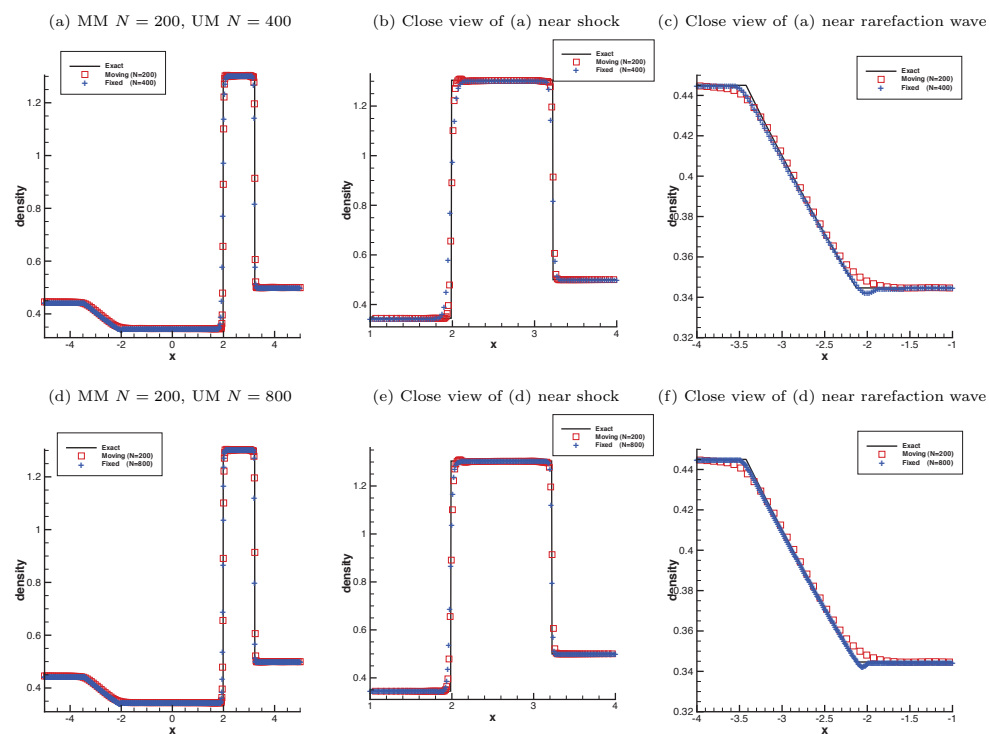 (a) MM N = 200, UM N = 400
(b) Close view of (a) near shock
(c) Close view of (a) near rarefaction wave
Exact
Moving (N=200)
Fixed (N=400)
density
1.2
1
0.8
0.6
0.4
-4 -2 0 2 4
x
Exact
Moving (N=200)
Fixed (N=400)
density
1.2
1
0.8
0.6
0.4
1 2 3 4
x
Exact
Moving (N=200)
Fixed (N=400)
density
0.44
0.42
0.4
0.38
0.36
0.34
0.32
-4 -3.5 -3 -2.5 -2 -1.5 -1
x
(d) MM N = 200, UM N = 800
(e) Close view of (d) near shock
(f) Close view of (d) near rarefaction wave
Exact
Moving (N=200)
Fixed (N=800)
density
1.2
1
0.8
0.6
0.4
-4 -2 0 2 4
x
Exact
Moving (N=200)
Fixed (N=800)
density
1.2
1
0.8
0.6
0.4
1 2 3 4
x
Exact
Moving (N=200)
Fixed (N=800)
density
0.44
0.42
0.4
0.38
0.36
0.34
0.32
-4 -3.5 -3 -2.5 -2 -1.5 -1
x